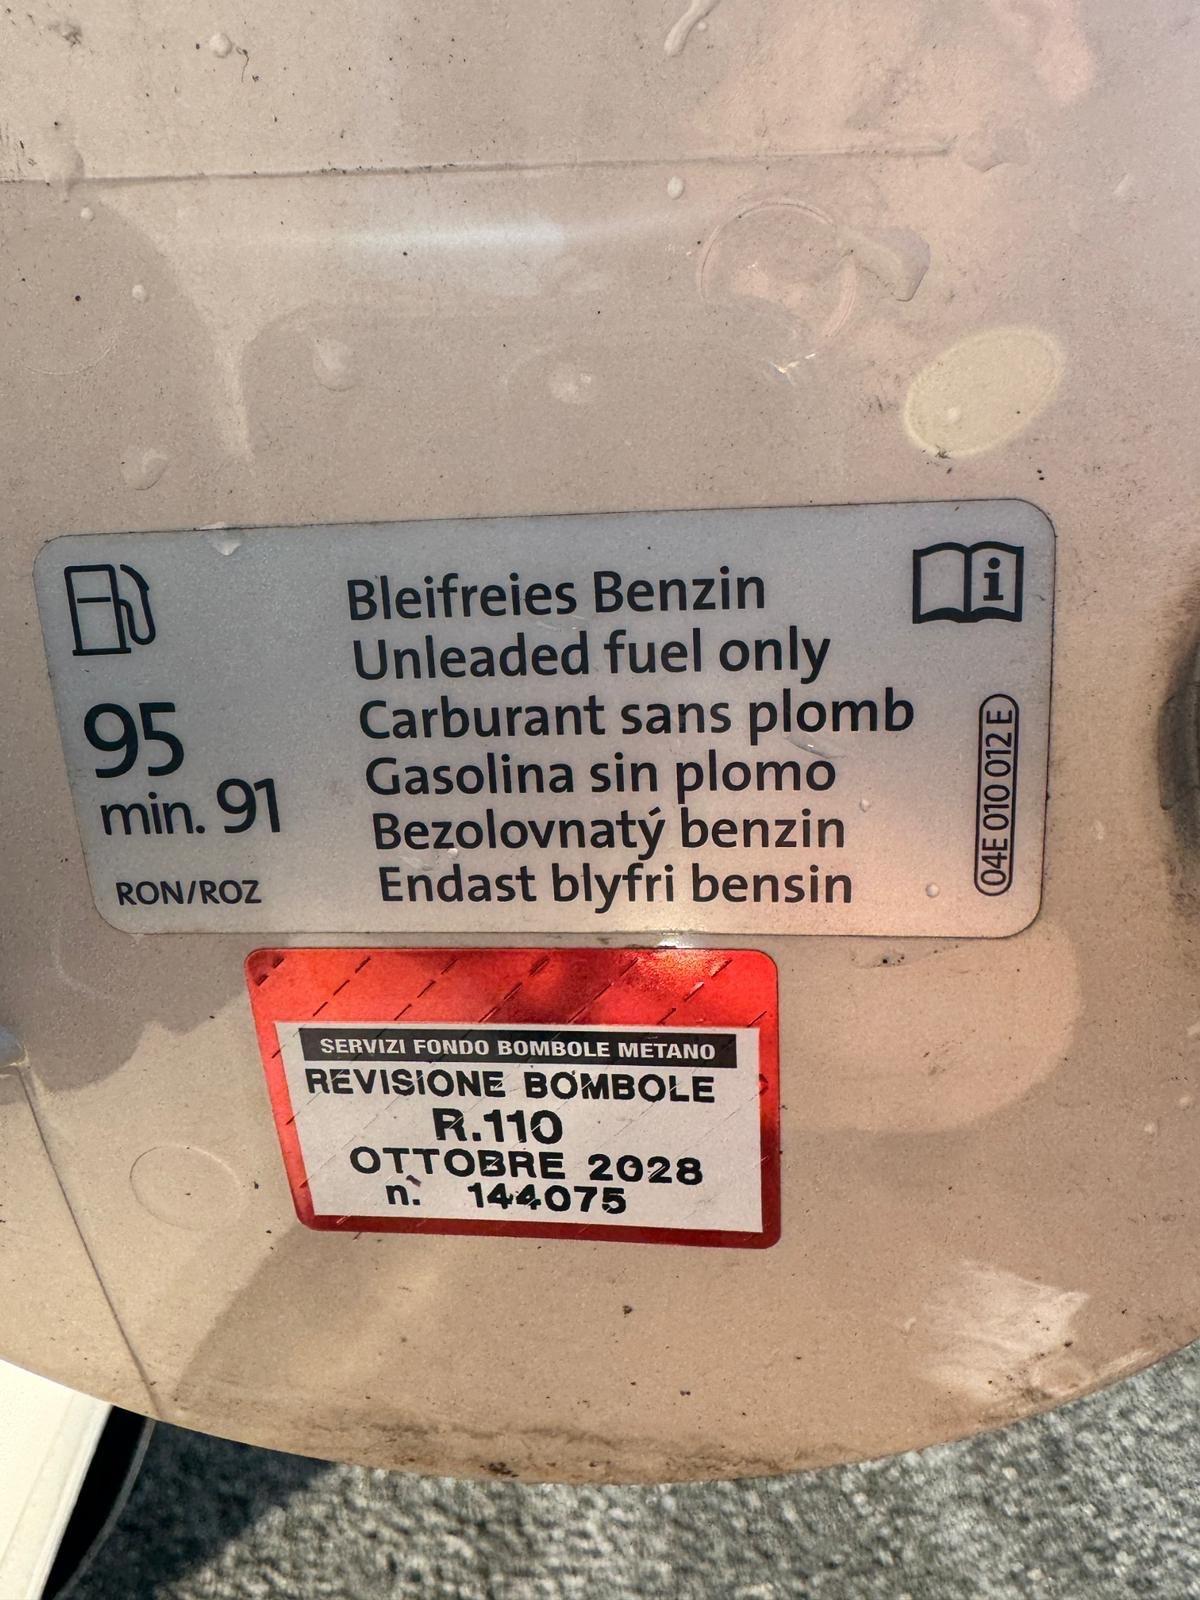 Bleifreies Benzin
Unleaded fuel only
Carburant sans plomb
Gasolina sin plomo
Bezolovnatý benzin
Endast blyfri bensin
95
min. 91
RON/ROZ
i
04E 010 012 E
SERVIZI FONDO BOMBOLE METANO
REVISIONE BOMBOLE
R.110
OTTOBRE 2028
n. 144075